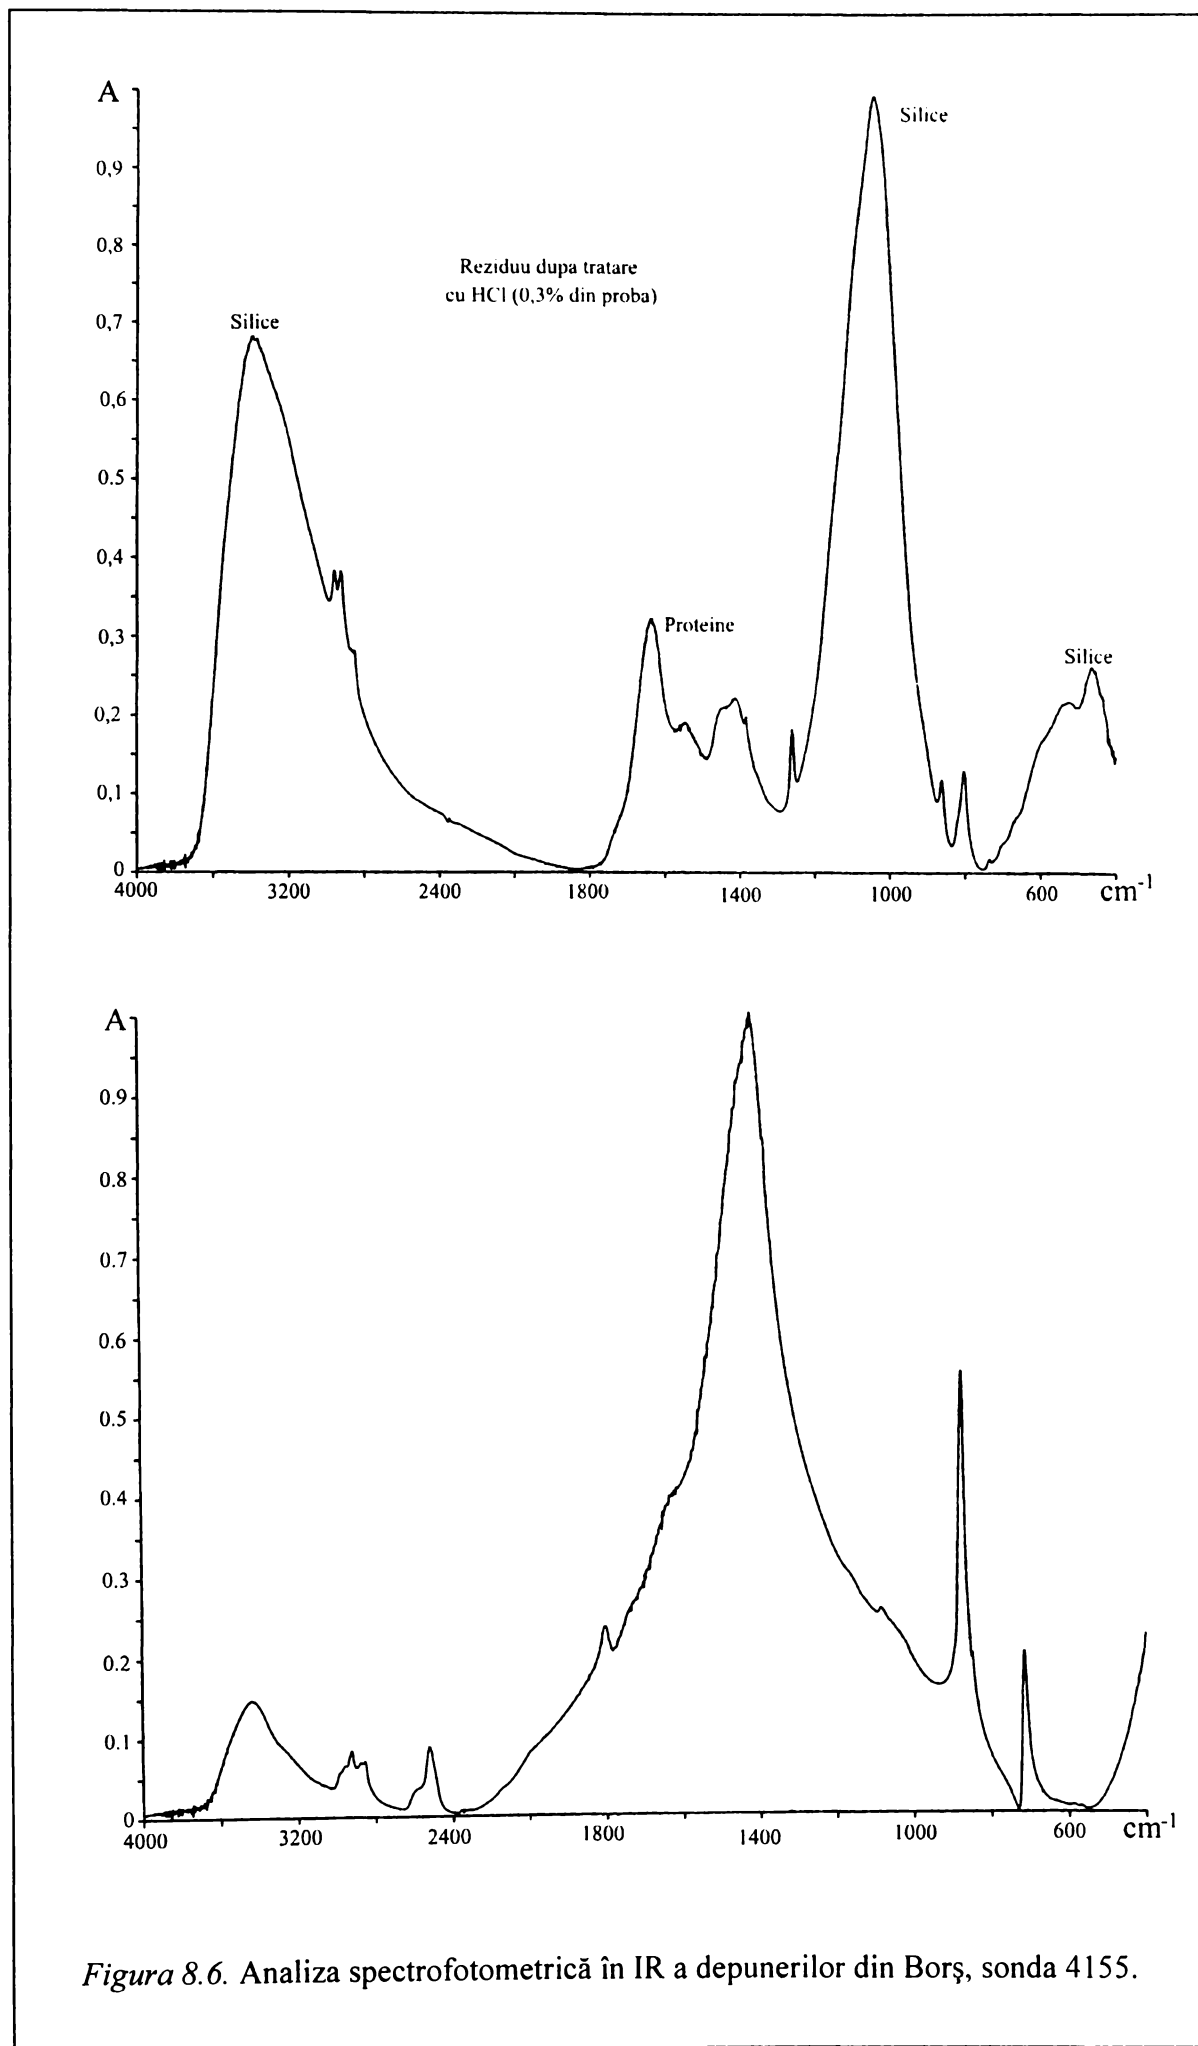 A
0,9
0,8
0,7
0,6
0.5
0,4
0,3
0,2
0,1
0
Silice
Reziduu dupa tratare
cu HCl (0,3% din proba)
Silice
Proteine
Silice
4000 3200 2400 1800 1400 1000 600 cm-1
A
0.9
0.8
0.7
0.6
0.5
0.4
0.3
0.2
0.1
0
4000 3200 2400 1800 1400 1000 600 cm-1
Figura 8.6. Analiza spectrofotometrică în IR a depunerilor din Borş, sonda 4155.